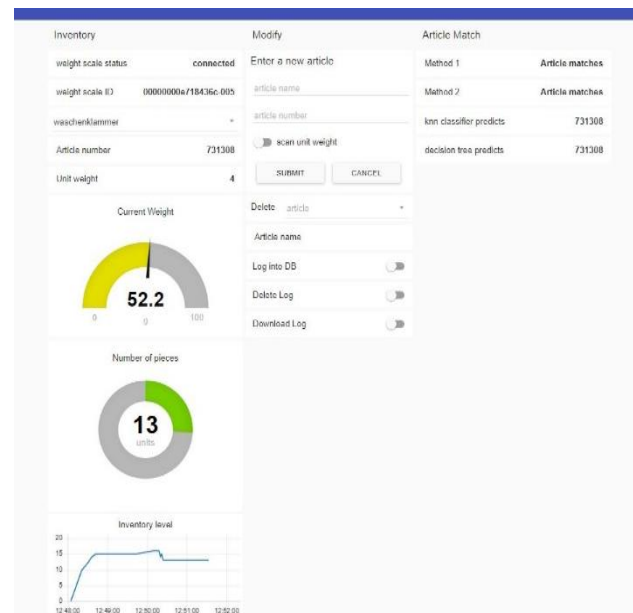 Inventory
weight scale status connected
weight scale ID 00000000a718436c-005
waschenklammer
Article number 731308
Unit weight 4
Current Weight
52.2
0 g 100
Number of pieces
13
units
Inventory level
20
15
10
5
0
12:48:00 12:49:00 12:50:00 12:51:00 12:52:00
Modify
Enter a new article
article name
article number
scan unit weight
SUBMIT CANCEL
Delete article
Article name
Log into DB
Delete Log
Download Log
Article Match
Method 1 Article matches
Method 2 Article matches
knn classifier predicts 731308
decision tree predicts 731308